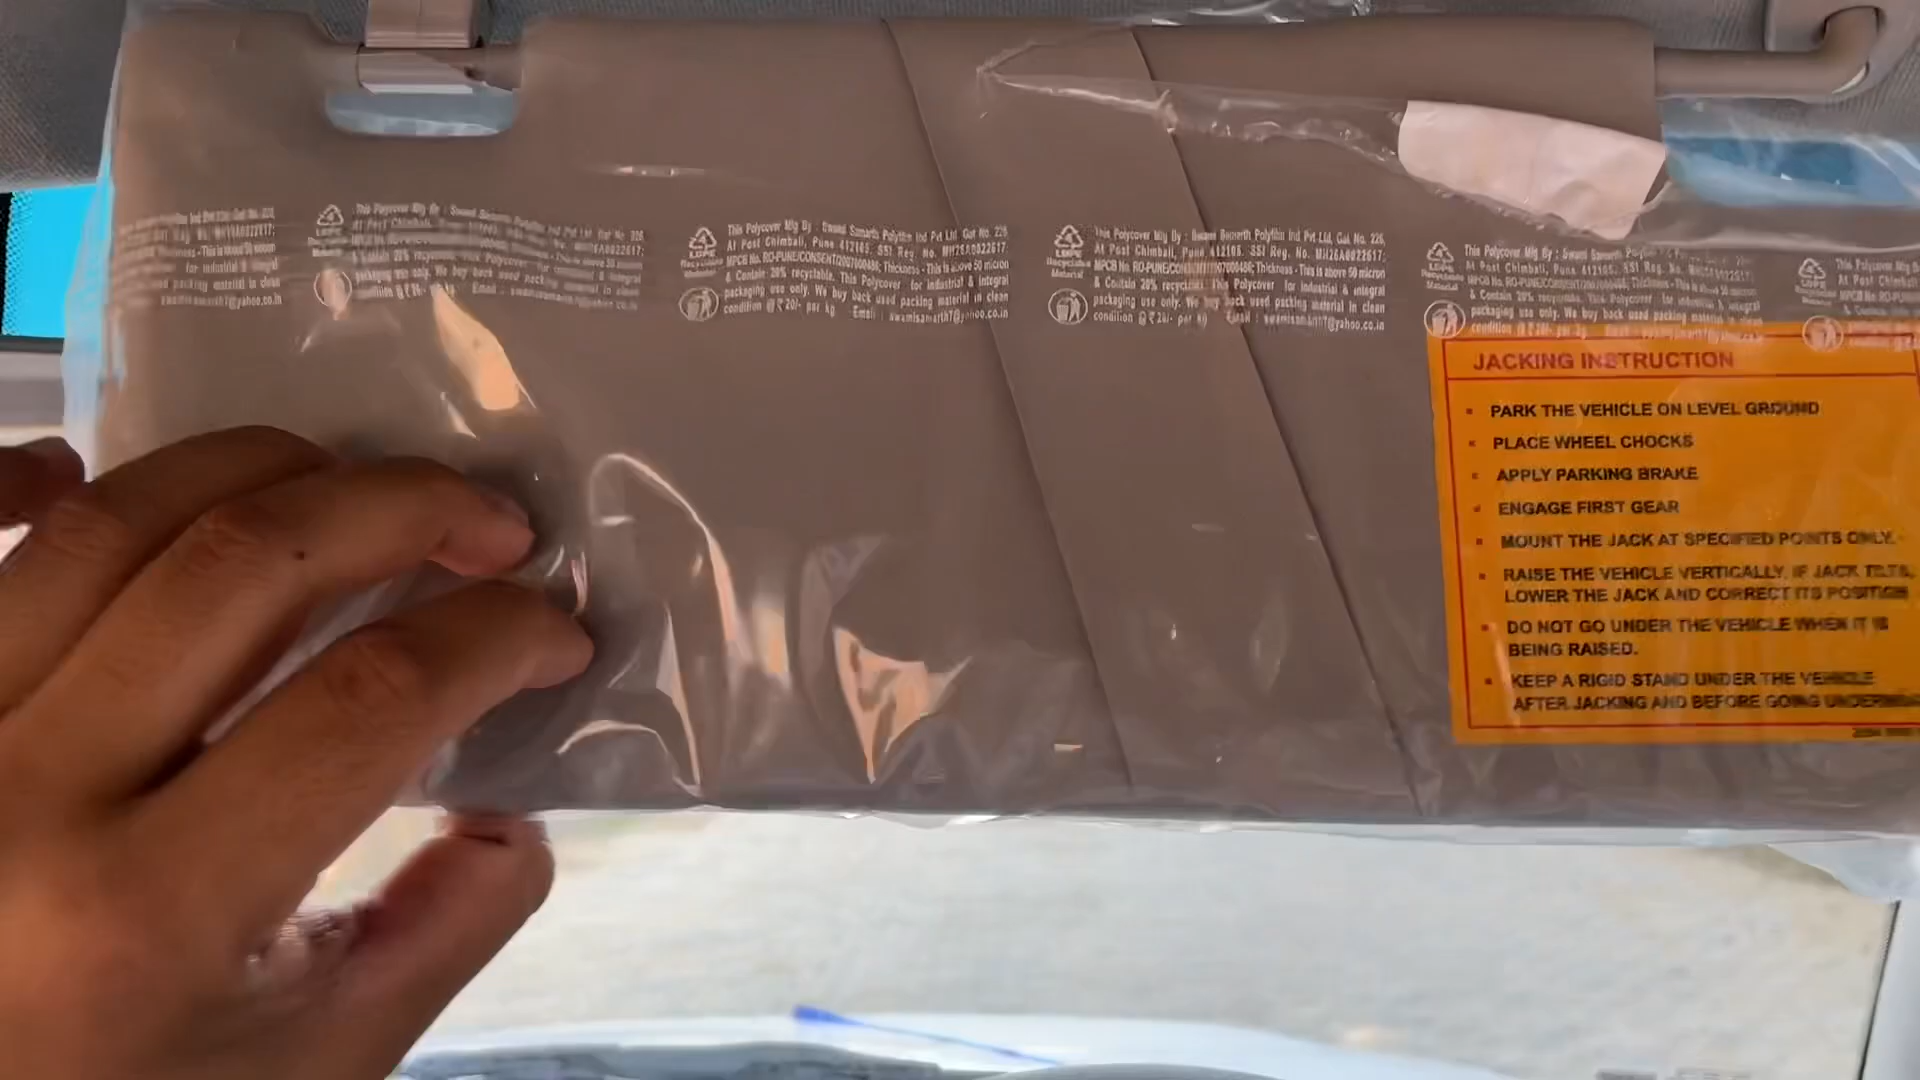 This Polycover Mfg By : Swami Samarth Polyfilm Ind Pvt Ltd, Gat No. 226,
At Post Chimbali, Pune 412105. SSI Reg. No. MH26A0022617;
MPCB No. RO-PUNE/CONSENT/0207000486; Thickness - This is above 50 micron
& Contain 20% recyclable. This Polycover for industrial & integral
packaging use only. We buy back used packing material in clean
condition @ ₹ 20/- per kg Email : swamisamarth7@yahoo.co.in
4
LDPE
Recyclable
Material
JACKING INSTRUCTION
▪ PARK THE VEHICLE ON LEVEL GROUND
▪ PLACE WHEEL CHOCKS
▪ APPLY PARKING BRAKE
▪ ENGAGE FIRST GEAR
▪ MOUNT THE JACK AT SPECIFIED POINTS ONLY.
▪ RAISE THE VEHICLE VERTICALLY. IF JACK TILTS,
LOWER THE JACK AND CORRECT ITS POSITION
▪ DO NOT GO UNDER THE VEHICLE WHEN IT IS
BEING RAISED.
▪ KEEP A RIGID STAND UNDER THE VEHICLE
AFTER JACKING AND BEFORE GOING